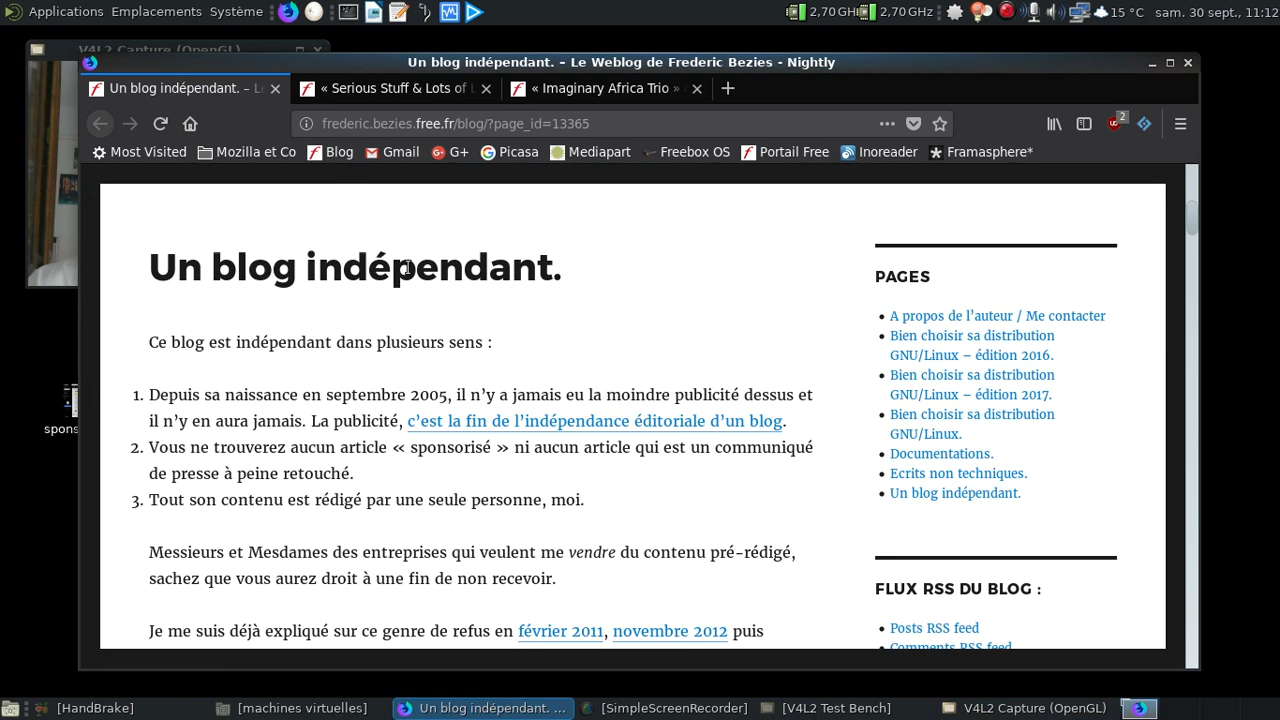 Applications Emplacements Système
2,70 GHz 2,70 GHz 15 °C sam. 30 sept., 11:12
V4L2 Capture (OpenGL)
Un blog indépendant. – Le Weblog de Frederic Bezies - Nightly
Un blog indépendant. – Le
« Serious Stuff & Lots of L
« Imaginary Africa Trio »
frederic.bezies.free.fr/blog/?page_id=13365
2
Most Visited Mozilla et Co Blog Gmail G+ Picasa Mediapart Freebox OS Portail Free Inoreader Framasphere*
Un blog indépendant.
Ce blog est indépendant dans plusieurs sens :
1. Depuis sa naissance en septembre 2005, il n’y a jamais eu la moindre publicité dessus et
il n’y en aura jamais. La publicité, c’est la fin de l’indépendance éditoriale d’un blog.
2. Vous ne trouverez aucun article « sponsorisé » ni aucun article qui est un communiqué
de presse à peine retouché.
3. Tout son contenu est rédigé par une seule personne, moi.
Messieurs et Mesdames des entreprises qui veulent me vendre du contenu pré-rédigé,
sachez que vous aurez droit à une fin de non recevoir.
Je me suis déjà expliqué sur ce genre de refus en février 2011, novembre 2012 puis
PAGES
A propos de l’auteur / Me contacter
Bien choisir sa distribution
GNU/Linux – édition 2016.
Bien choisir sa distribution
GNU/Linux – édition 2017.
Bien choisir sa distribution
GNU/Linux.
Documentations.
Ecrits non techniques.
Un blog indépendant.
FLUX RSS DU BLOG :
Posts RSS feed
Comments RSS feed
spons
[HandBrake] [machines virtuelles] Un blog indépendant. ... [SimpleScreenRecorder] [V4L2 Test Bench] V4L2 Capture (OpenGL)